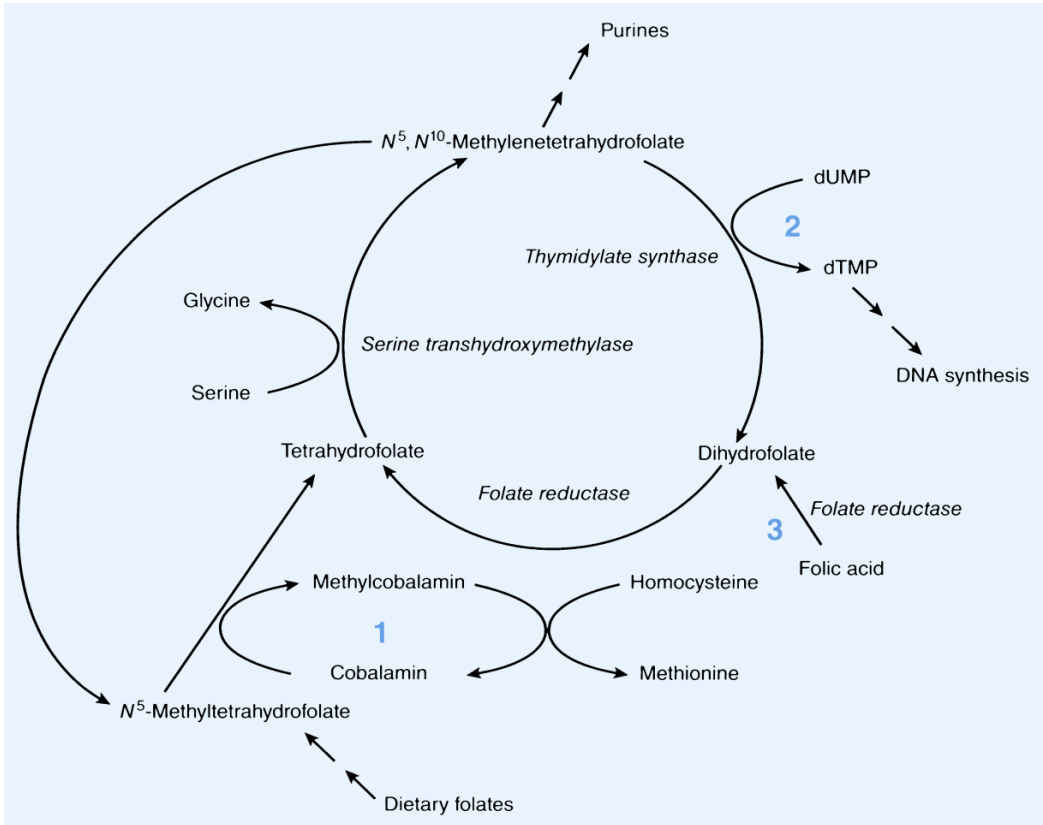 Purines
N⁵, N¹⁰-Methylenetetrahydrofolate
dUMP
2
Thymidylate synthase
dTMP
Glycine
Serine transhydroxymethylase
DNA synthesis
Serine
Tetrahydrofolate
Dihydrofolate
Folate reductase
Folate reductase
3
Folic acid
Methylcobalamin
Homocysteine
1
Cobalamin
Methionine
N⁵-Methyltetrahydrofolate
Dietary folates